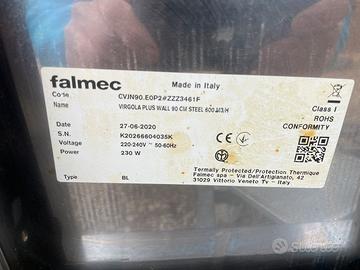 falmec
Made in Italy
Code CVJN90.E0P2#ZZZ3461F
Name VIRGOLA PLUS WALL 90 CM STEEL 600 M3/H
Class I
ROHS
CONFORMITY
Date 27-06-2020
S.N. K20266604035K
Voltage 220-240V ~ 50-60Hz
Power 230 W
Type BL
Termally Protected/Protection Thermique
Falmec spa - Via Dell'Artigianato, 42
31029 Vittorio Veneto Tv - Italy
subito